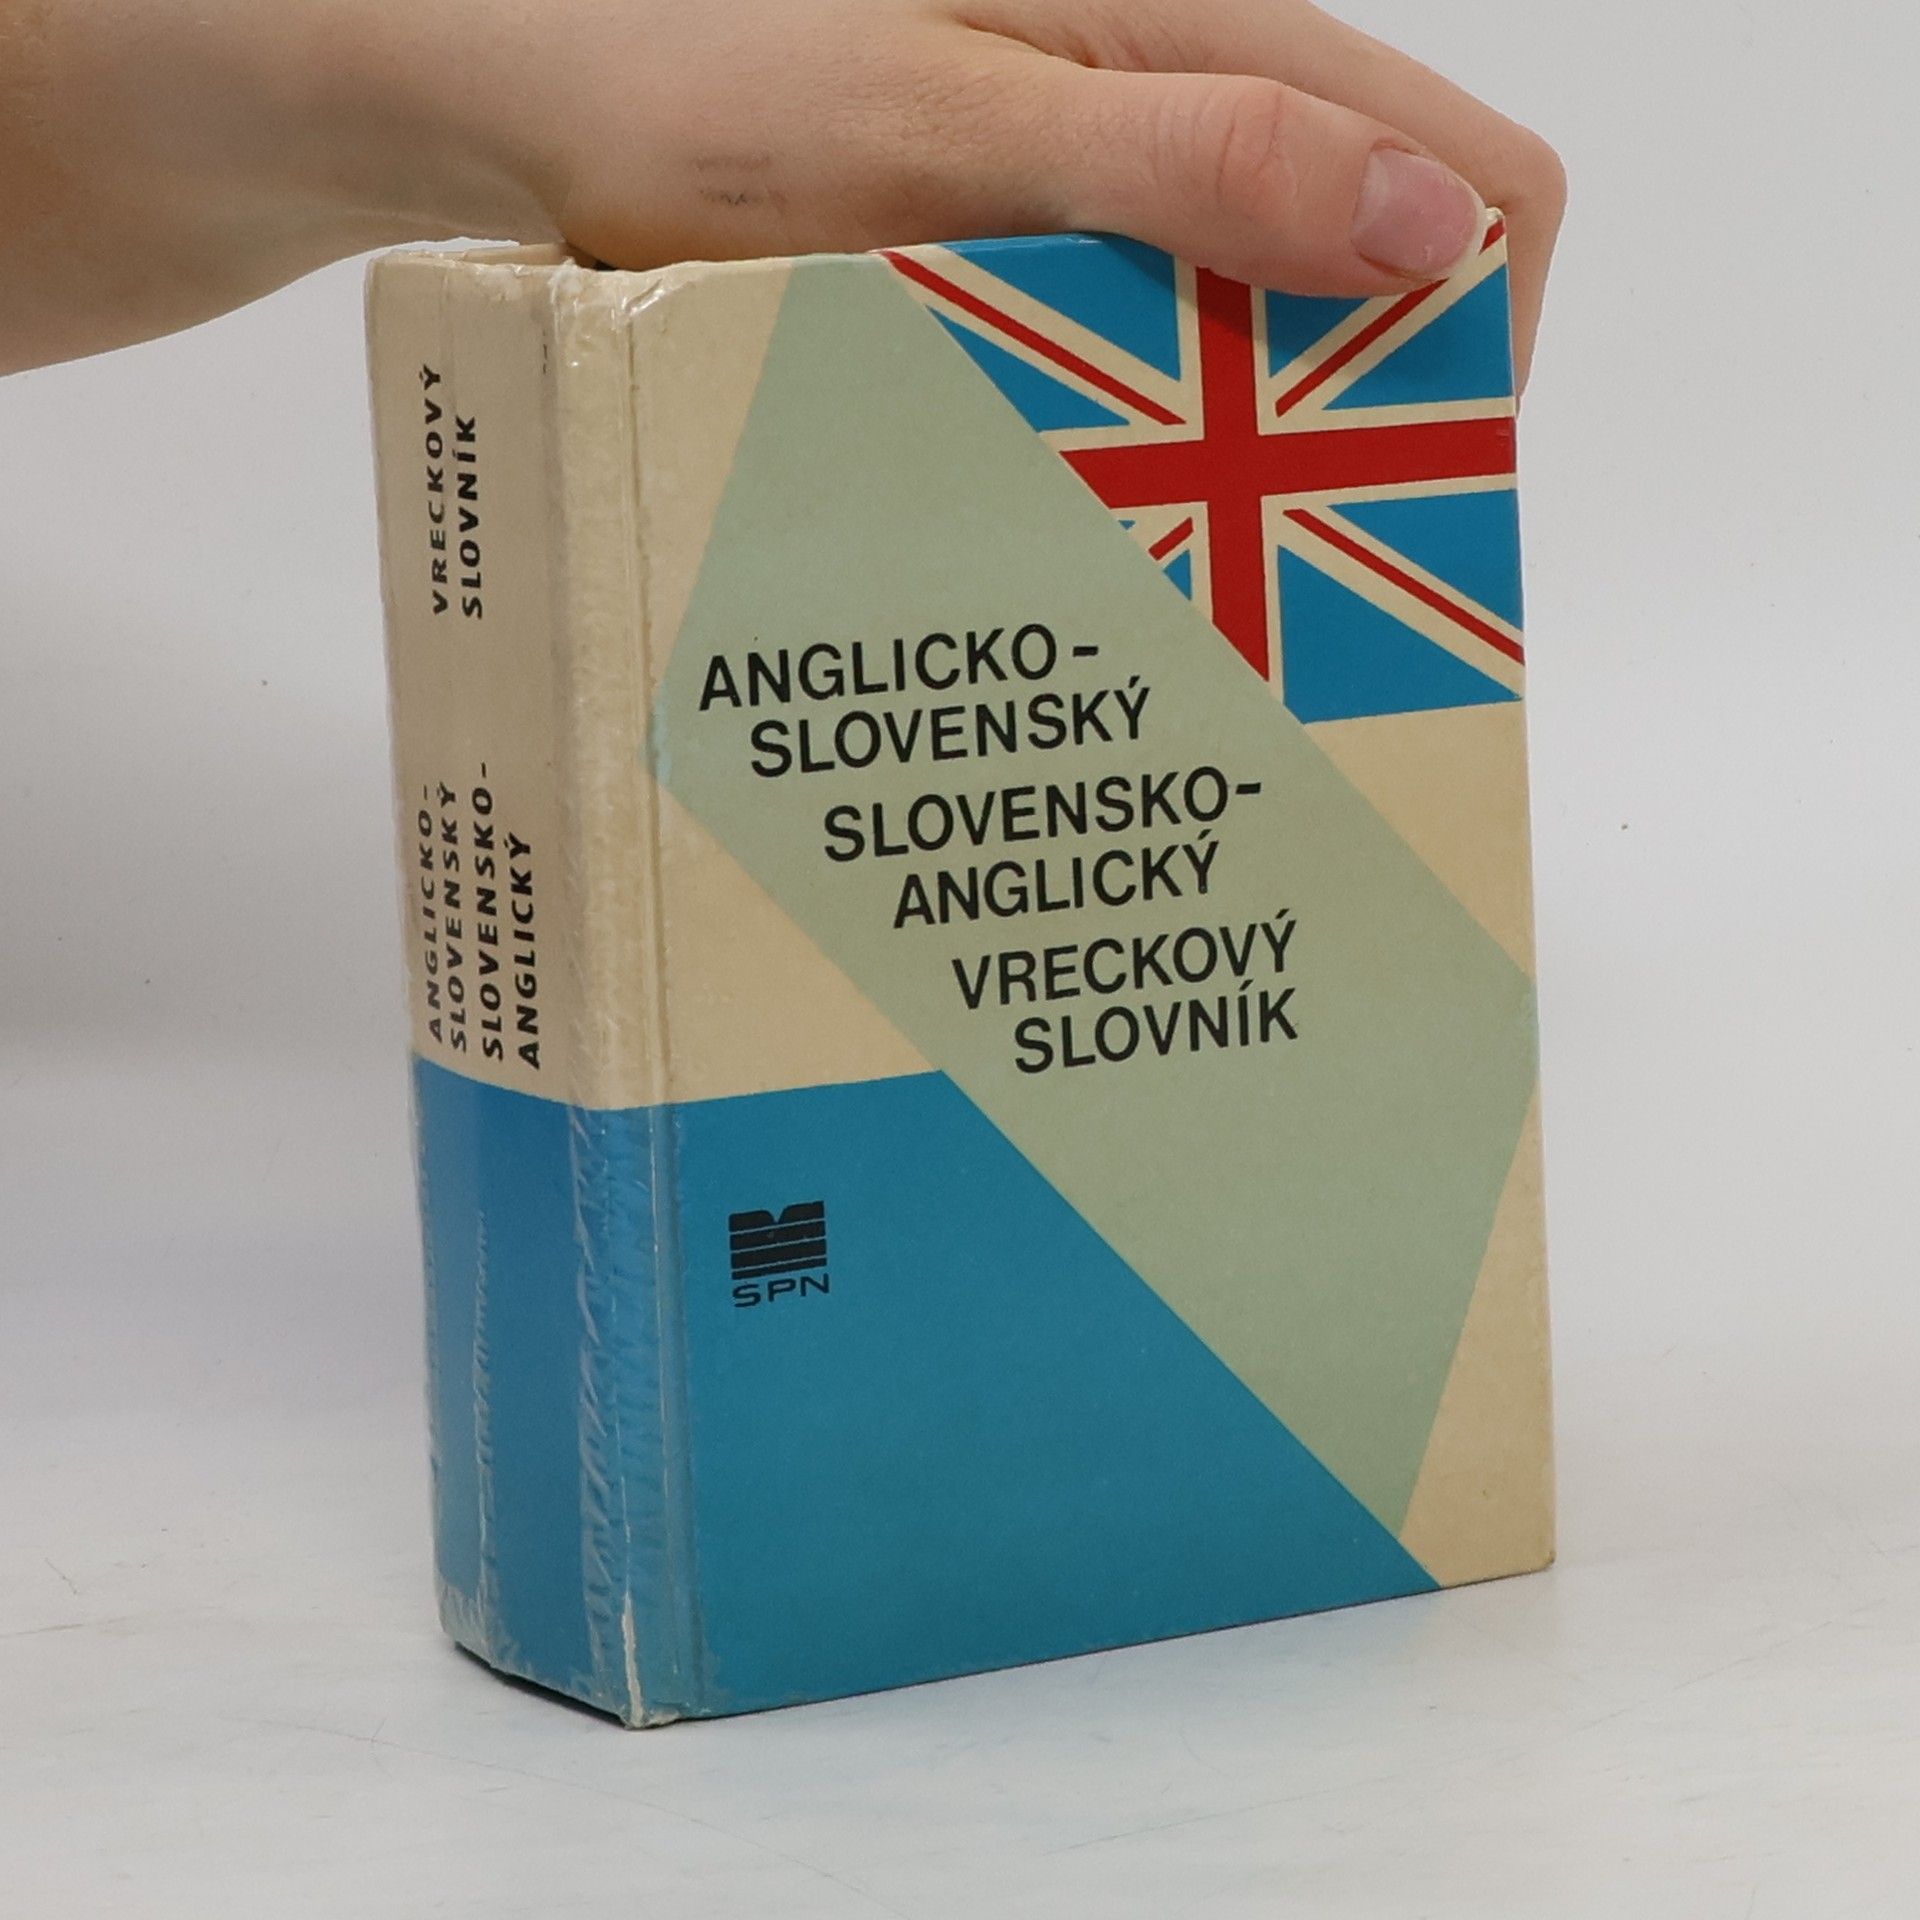 VRECKOVÝ
SLOVNÍK
ANGLICKO-
SLOVENSKÝ
SLOVENSKO-
ANGLICKÝ
ANGLICKO-
SLOVENSKÝ
SLOVENSKO-
ANGLICKÝ
VRECKOVÝ
SLOVNÍK
SPN